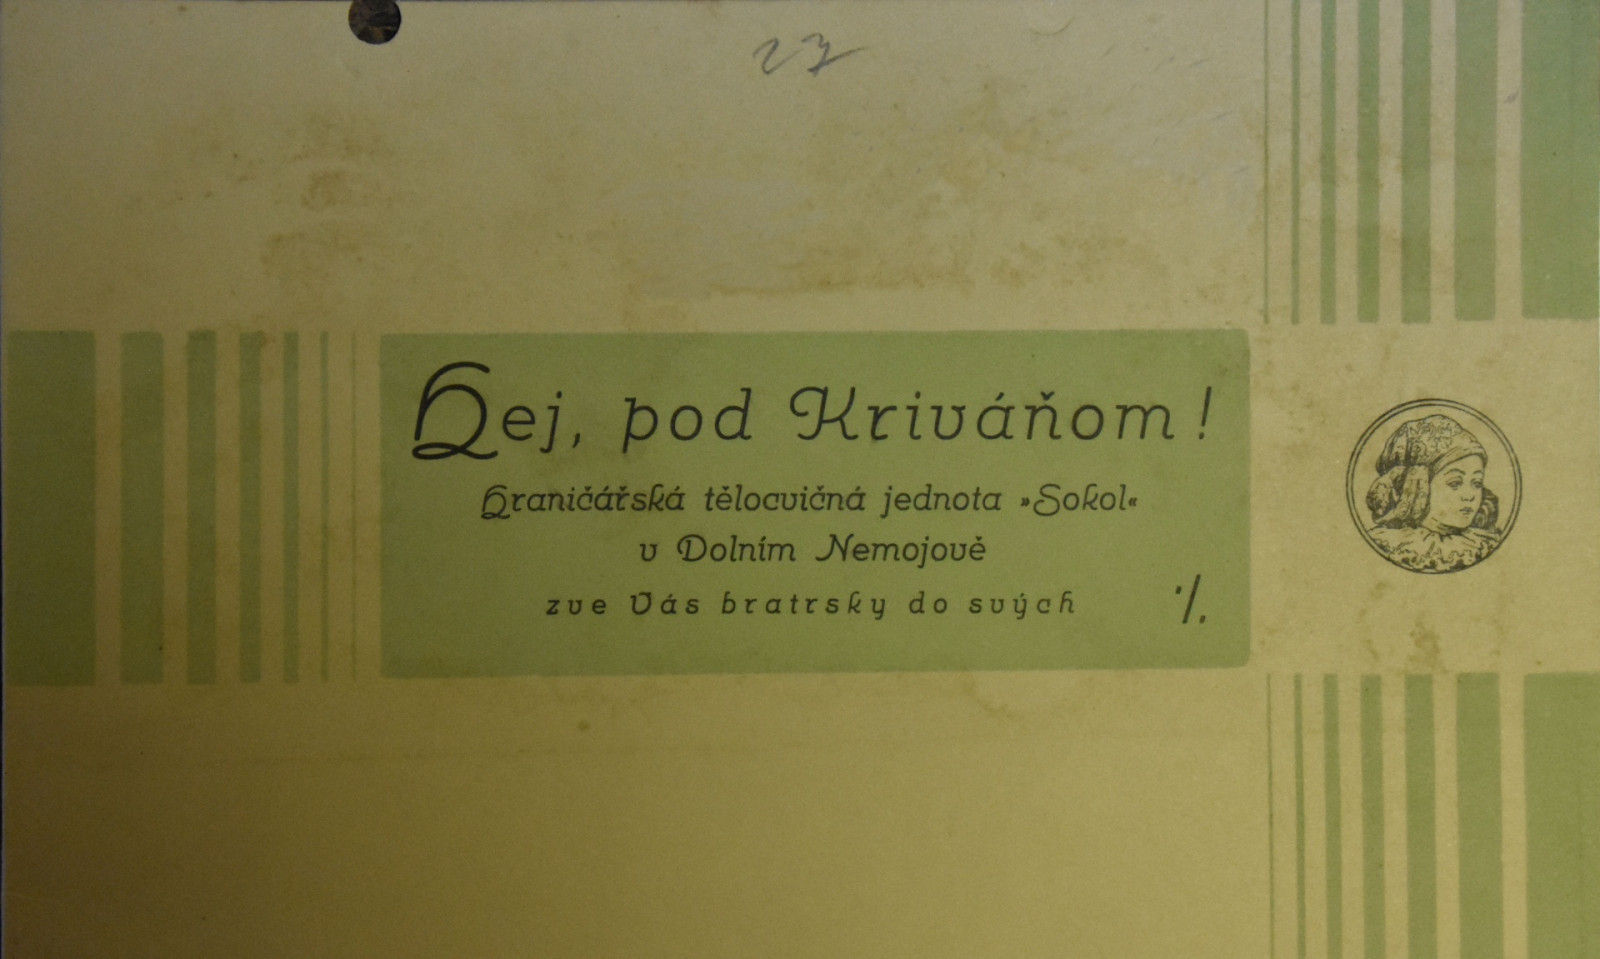 27
Hej, pod Kriváňom!
Hraničářská tělocvičná jednota »Sokol«
v Dolním Nemojově
zve Vás bratrsky do svých ./.